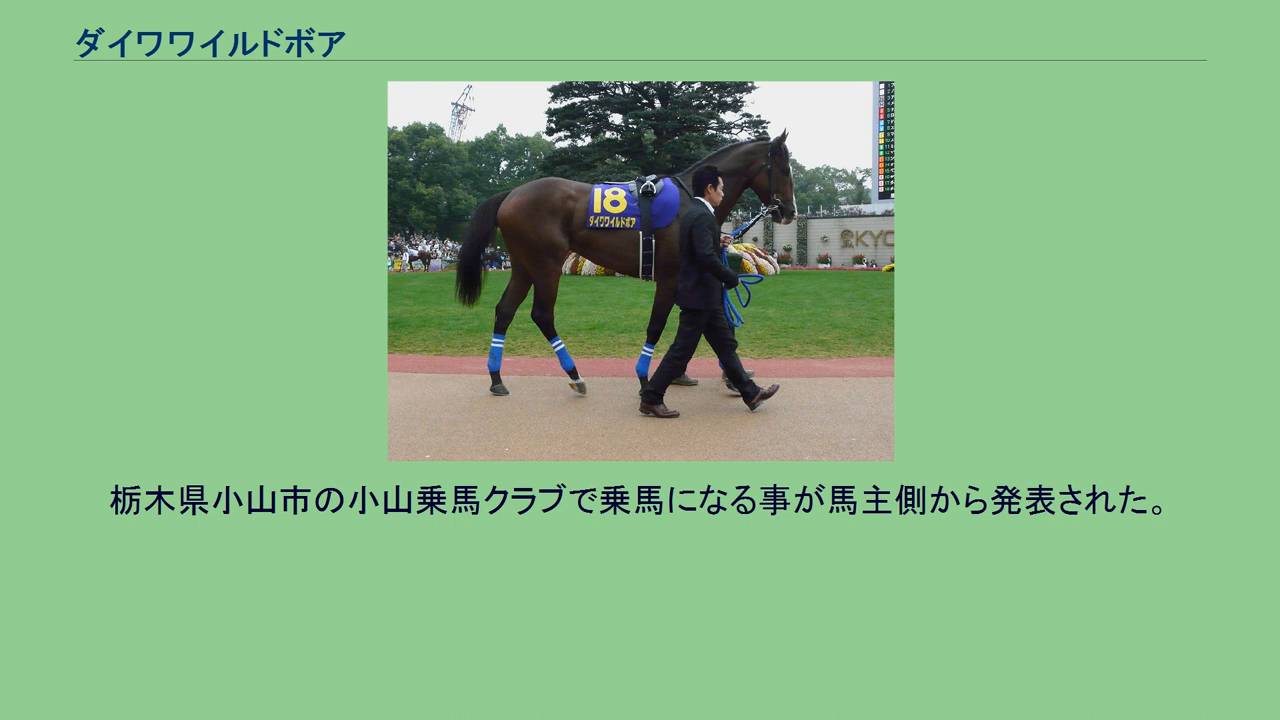 ダイワワイルドボア
18
ダイワワイルドボア
KYO
栃木県小山市の小山乗馬クラブで乗馬になる事が馬主側から発表された。